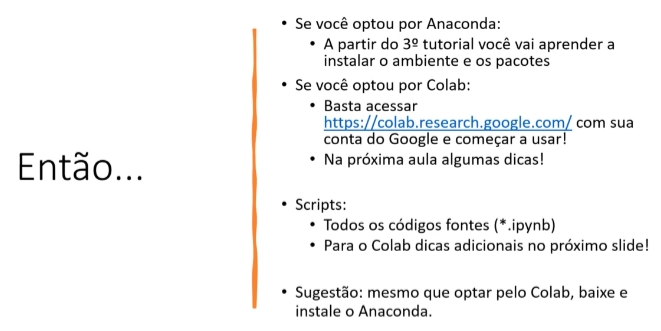 Então...
• Se você optou por Anaconda:
• A partir do 3º tutorial você vai aprender a
instalar o ambiente e os pacotes
• Se você optou por Colab:
• Basta acessar
https://colab.research.google.com/ com sua
conta do Google e começar a usar!
• Na próxima aula algumas dicas!
• Scripts:
• Todos os códigos fontes (*.ipynb)
• Para o Colab dicas adicionais no próximo slide!
• Sugestão: mesmo que optar pelo Colab, baixe e
instale o Anaconda.